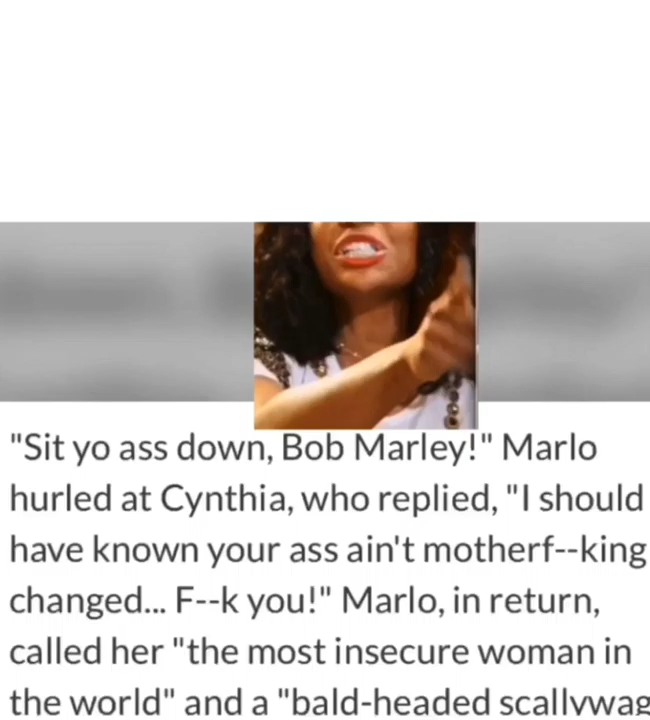 "Sit yo ass down, Bob Marley!" Marlo
hurled at Cynthia, who replied, "I should
have known your ass ain't motherf--king
changed... F--k you!" Marlo, in return,
called her "the most insecure woman in
the world" and a "bald-headed scallywag